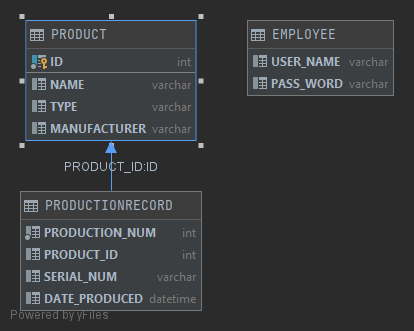 PRODUCT
ID int
NAME varchar
TYPE varchar
MANUFACTURER varchar
EMPLOYEE
USER_NAME varchar
PASS_WORD varchar
PRODUCT_ID:ID
PRODUCTIONRECORD
PRODUCTION_NUM int
PRODUCT_ID int
SERIAL_NUM varchar
DATE_PRODUCED datetime
Powered by yFiles